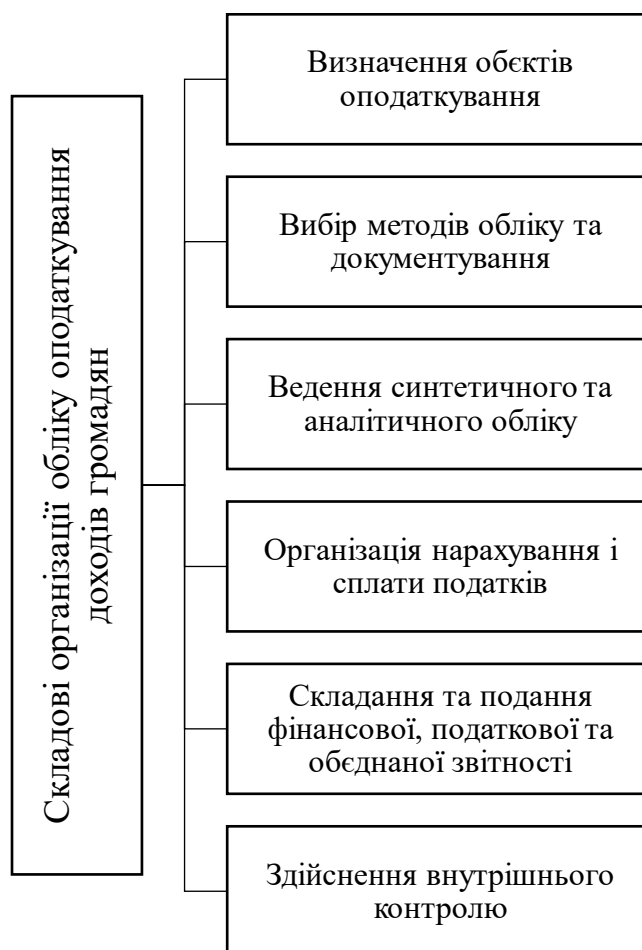 Складові організації обліку оподаткування
доходів громадян
Визначення обєктів
оподаткування
Вибір методів обліку та
документування
Ведення синтетичного та
аналітичного обліку
Організація нарахування і
сплати податків
Складання та подання
фінансової, податкової та
обєднаної звітності
Здійснення внутрішнього
контролю